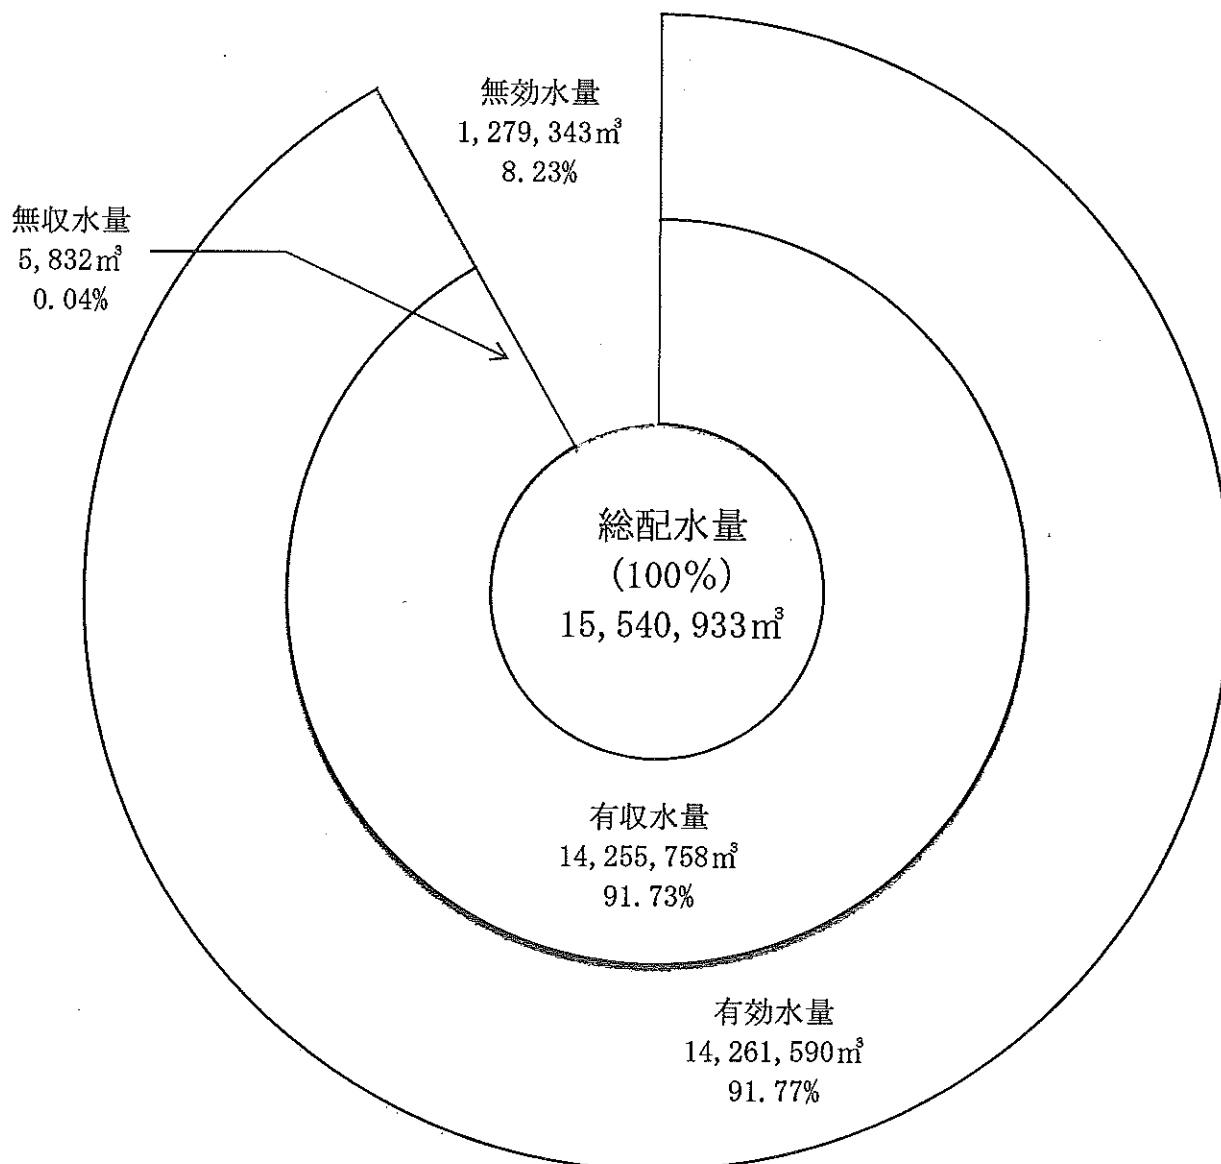 無効水量
1,279,343㎥
8.23%
無収水量
5,832㎥
0.04%
総配水量
(100%)
15,540,933㎥
有収水量
14,255,758㎥
91.73%
有効水量
14,261,590㎥
91.77%